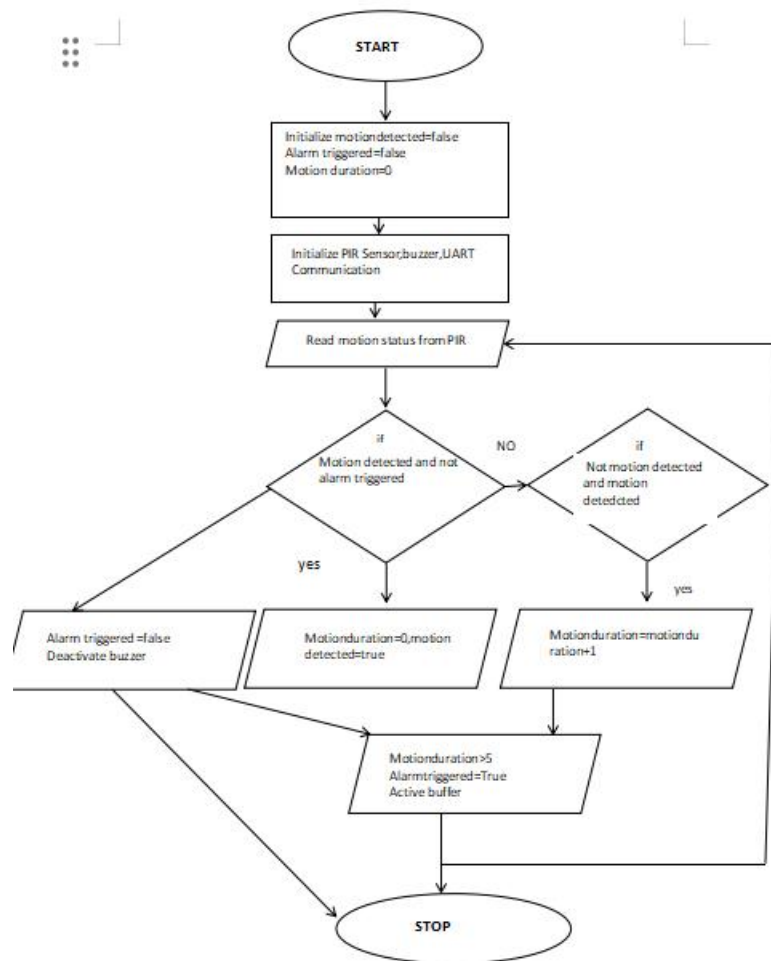 START
Initialize motiondetected=false
Alarm triggered=false
Motion duration=0
Initialize PIR Sensor,buzzer,UART
Communication
Read motion status from PIR
if
Motion detected and not
alarm triggered
NO
if
Not motion detected
and motion
detedcted
yes
yes
Alarm triggered =false
Deactivate buzzer
Motionduration=0,motion
detected=true
Motionduration=motiondu
ration+1
Motionduration>5
Alarmtriggered=True
Active buffer
STOP